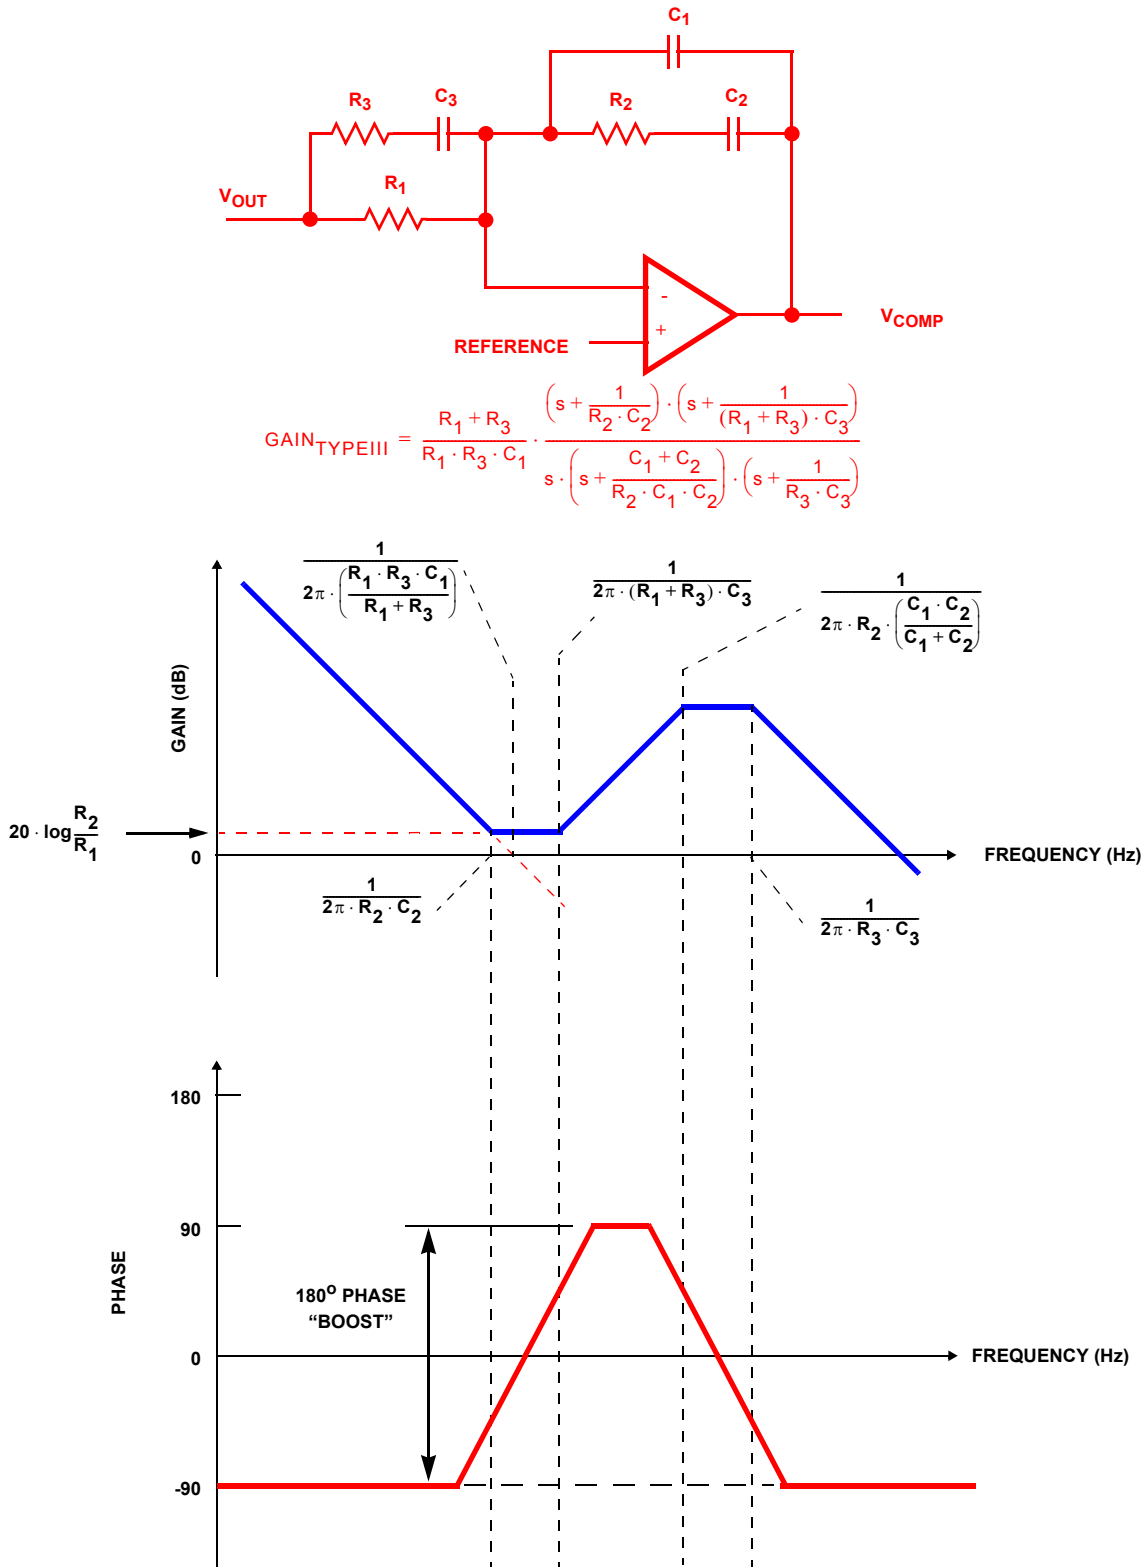 C1
R3 C3 R2 C2
VOUT R1
- +
REFERENCE
VCOMP
GAINTYPEIII = (R1 + R3)/(R1 · R3 · C1) · ((s + 1/(R2 · C2)) · (s + 1/((R1 + R3) · C3)))/(s · (s + (C1 + C2)/(R2 · C1 · C2)) · (s + 1/(R3 · C3)))
1/(2π · ((R1 · R3 · C1)/(R1 + R3)))
1/(2π · (R1 + R3) · C3)
1/(2π · R2 · ((C1 · C2)/(C1 + C2)))
GAIN (dB)
20 · log R2/R1
0
FREQUENCY (Hz)
1/(2π · R2 · C2)
1/(2π · R3 · C3)
180
90
PHASE
180° PHASE
“BOOST”
0
FREQUENCY (Hz)
-90